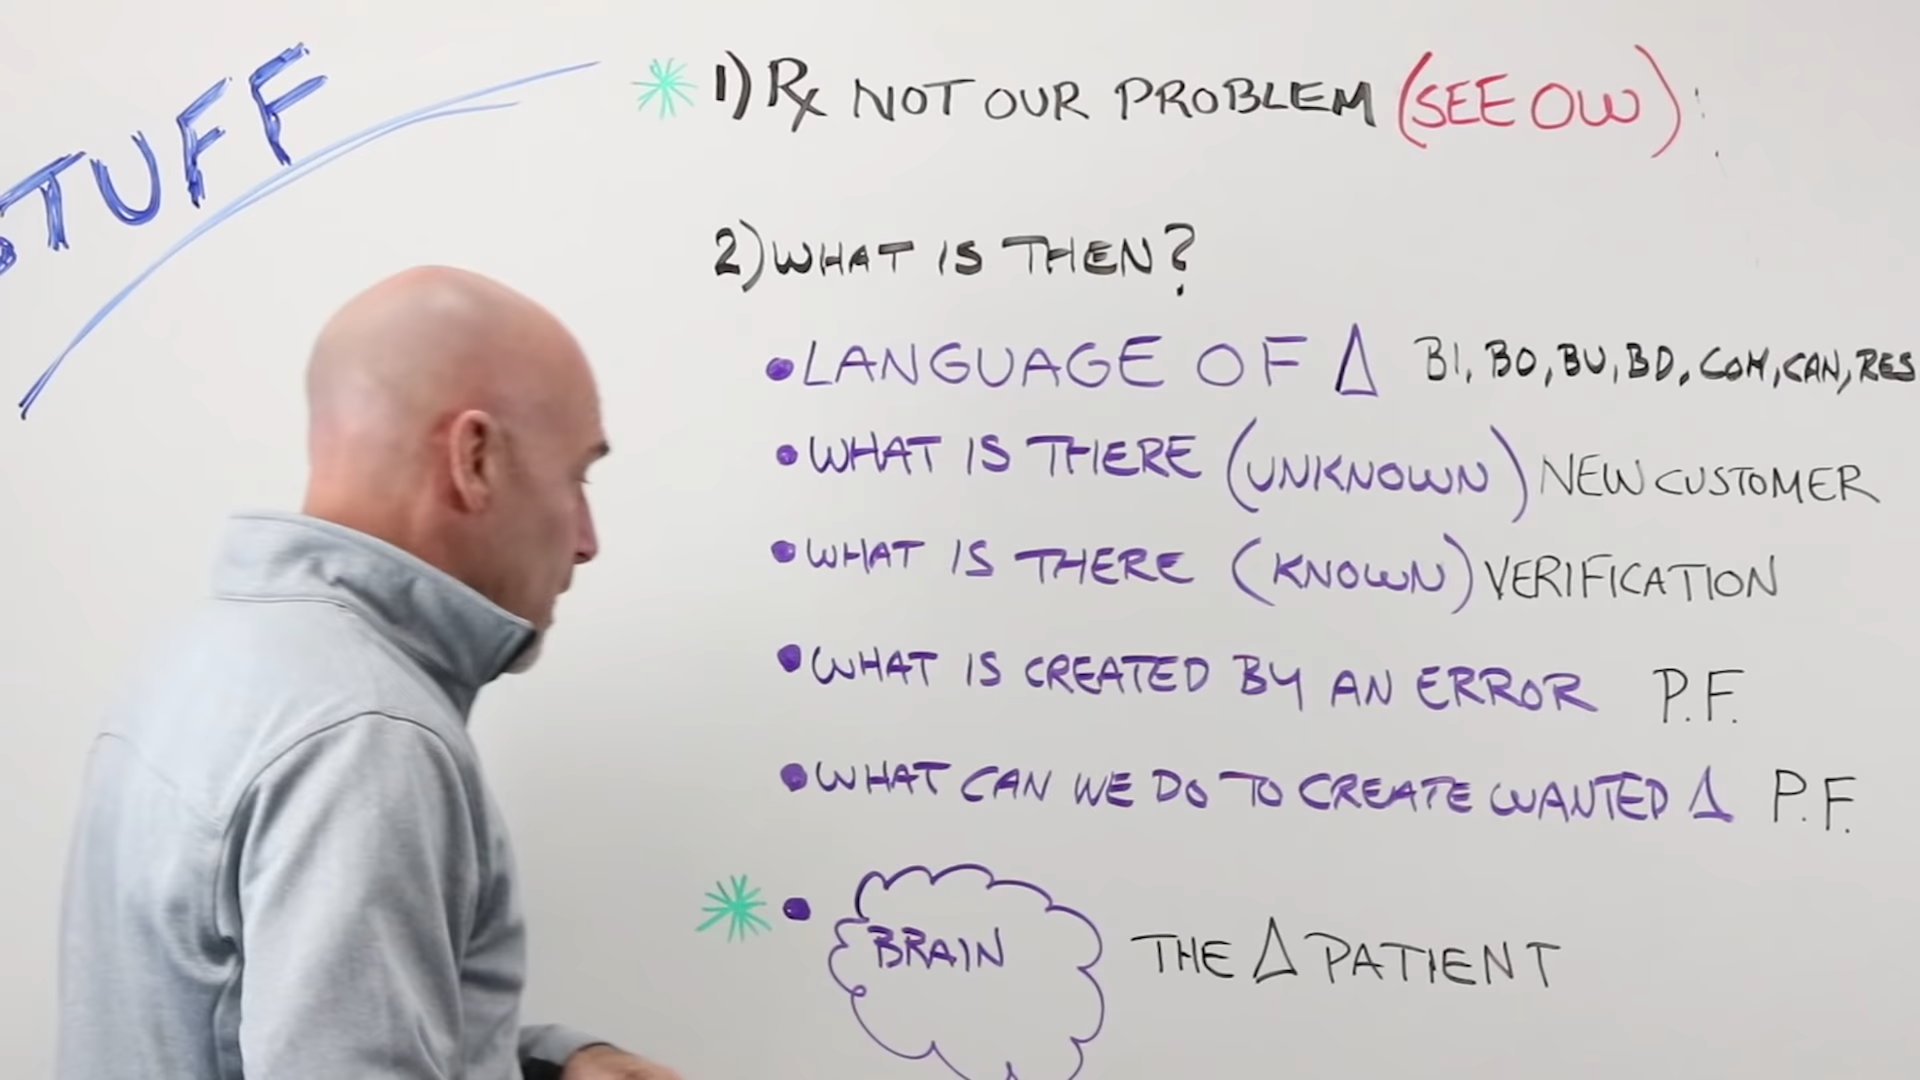 STUFF
1) Rx NOT OUR PROBLEM (SEE OW)
2) WHAT IS THEN?
• LANGUAGE OF Δ BI, BO, BU, BD, COM, CAN, RES
• WHAT IS THERE (UNKNOWN) NEW CUSTOMER
• WHAT IS THERE (KNOWN) VERIFICATION
• WHAT IS CREATED BY AN ERROR P.F.
• WHAT CAN WE DO TO CREATE WANTED Δ P.F.
• BRAIN THE Δ PATIENT